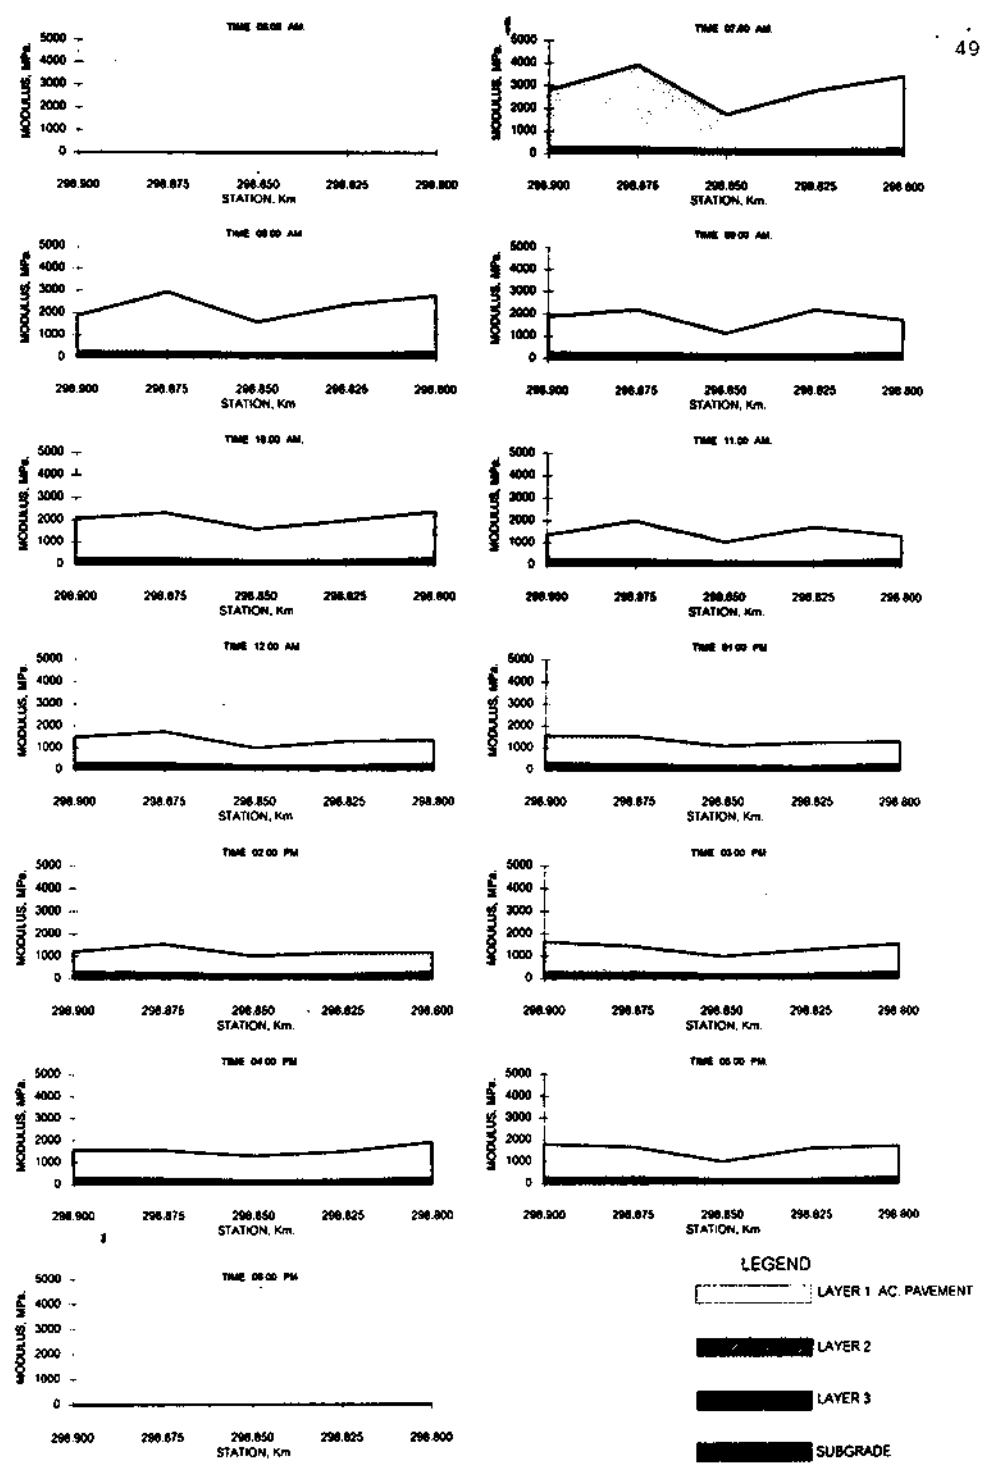 49
TIME 06:00 AM.
MODULUS, MPa.
5000
4000
3000
2000
1000
0
298.900 298.875 298.850 298.825 298.800
STATION, Km
TIME 07:00 AM.
MODULUS, MPa.
5000
4000
3000
2000
1000
0
298.900 298.875 298.850 298.825 298.800
STATION, Km.
TIME 08:00 AM
MODULUS, MPa.
5000
4000
3000
2000
1000
0
298.900 298.875 298.850 298.825 298.800
STATION, Km
TIME 09:00 AM.
MODULUS, MPa.
5000
4000
3000
2000
1000
0
298.900 298.875 298.850 298.825 298.800
STATION, Km.
TIME 10:00 AM.
MODULUS, MPa.
5000
4000
3000
2000
1000
0
298.900 298.875 298.850 298.825 298.800
STATION, Km
TIME 11:00 AM.
MODULUS, MPa.
5000
4000
3000
2000
1000
0
298.900 298.875 298.850 298.825 298.800
STATION, Km.
TIME 12:00 AM
MODULUS, MPa.
5000
4000
3000
2000
1000
0
298.900 298.875 298.850 298.825 298.800
STATION, Km
TIME 01:00 PM
MODULUS, MPa.
5000
4000
3000
2000
1000
0
298.900 298.875 298.850 298.825 298.800
STATION, Km.
TIME 02:00 PM
MODULUS, MPa.
5000
4000
3000
2000
1000
0
298.900 298.875 298.850 298.825 298.800
STATION, Km
TIME 03:00 PM
MODULUS, MPa.
5000
4000
3000
2000
1000
0
298.900 298.875 298.850 298.825 298.800
STATION, Km.
TIME 04:00 PM
MODULUS, MPa.
5000
4000
3000
2000
1000
0
298.900 298.875 298.850 298.825 298.800
STATION, Km.
TIME 05:00 PM.
MODULUS, MPa.
5000
4000
3000
2000
1000
0
298.900 298.875 298.850 298.825 298.800
STATION, Km.
TIME 06:00 PM
MODULUS, MPa.
5000
4000
3000
2000
1000
0
298.900 298.875 298.850 298.825 298.800
STATION, Km
LEGEND
LAYER 1 AC. PAVEMENT
LAYER 2
LAYER 3
SUBGRADE